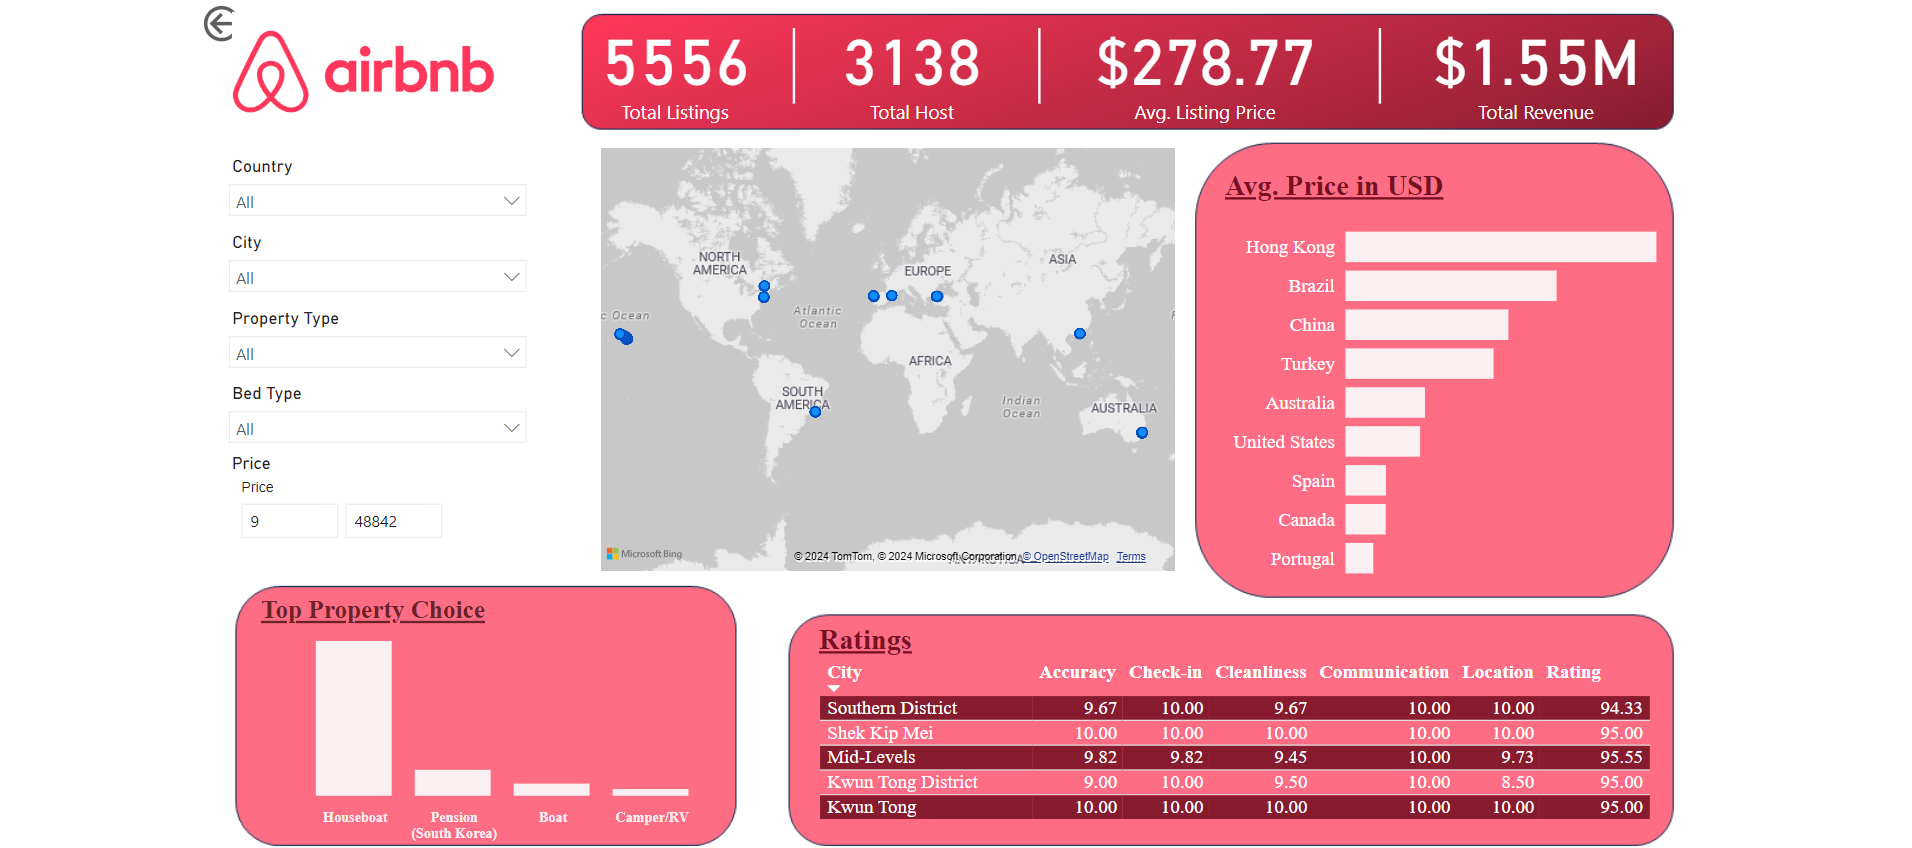 airbnb
5556
Total Listings
3138
Total Host
$278.77
Avg. Listing Price
$1.55M
Total Revenue
Country
All
City
All
Property Type
All
Bed Type
All
Price
Price
9
48842
NORTH
AMERICA
EUROPE
ASIA
Atlantic
Ocean
c Ocean
AFRICA
SOUTH
AMERICA
Indian
Ocean
AUSTRALIA
ANTARCTICA
Microsoft Bing
© 2024 TomTom, © 2024 Microsoft Corporation, © OpenStreetMap Terms
Avg. Price in USD
Hong Kong
Brazil
China
Turkey
Australia
United States
Spain
Canada
Portugal
Top Property Choice
Houseboat
Pension
(South Korea)
Boat
Camper/RV
Ratings
City Accuracy Check-in Cleanliness Communication Location Rating
Southern District 9.67 10.00 9.67 10.00 10.00 94.33
Shek Kip Mei 10.00 10.00 10.00 10.00 10.00 95.00
Mid-Levels 9.82 9.82 9.45 10.00 9.73 95.55
Kwun Tong District 9.00 10.00 9.50 10.00 8.50 95.00
Kwun Tong 10.00 10.00 10.00 10.00 10.00 95.00